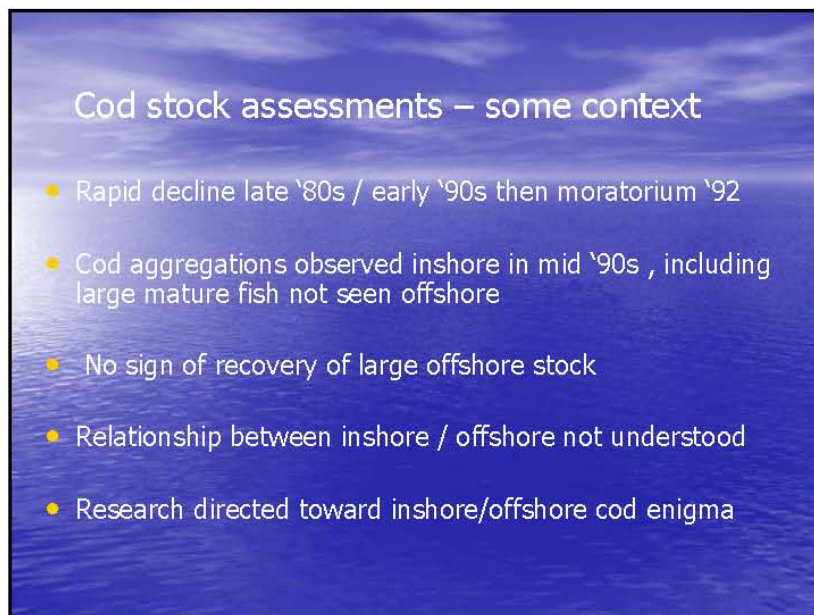 Cod stock assessments – some context
• Rapid decline late ‘80s / early ‘90s then moratorium ‘92
• Cod aggregations observed inshore in mid ‘90s , including
large mature fish not seen offshore
• No sign of recovery of large offshore stock
• Relationship between inshore / offshore not understood
• Research directed toward inshore/offshore cod enigma